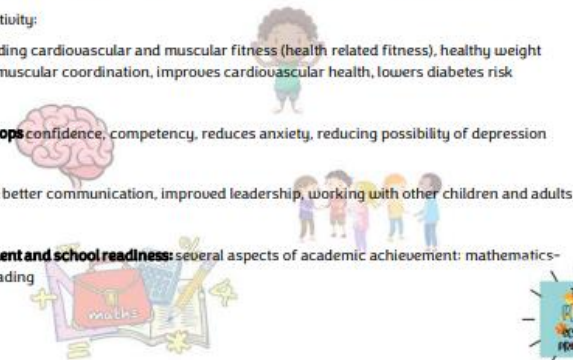 tivity:
ding cardiovascular and muscular fitness (health related fitness), healthy weight
muscular coordination, improves cardiovascular health, lowers diabetes risk
ops confidence, competency, reduces anxiety, reducing possibility of depression
better communication, improved leadership, working with other children and adults
ent and school readiness: several aspects of academic achievement: mathematics-
ading
maths